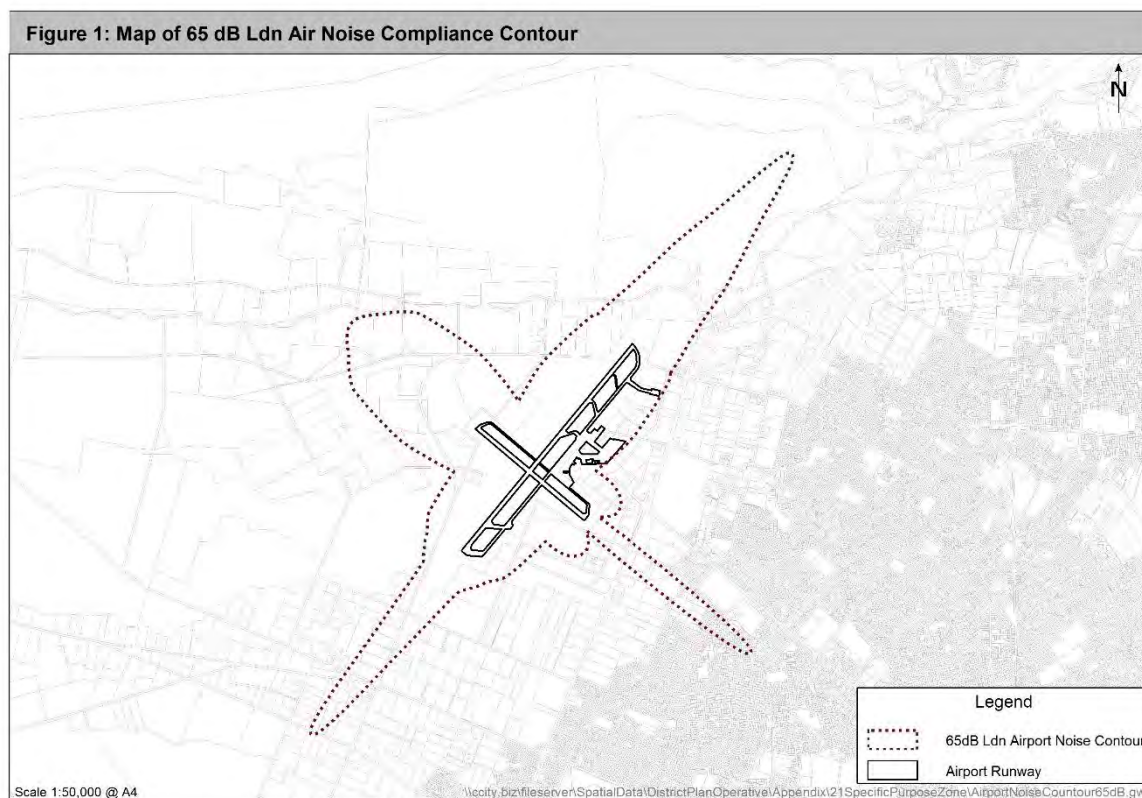 Figure 1: Map of 65 dB Ldn Air Noise Compliance Contour
N
Legend
65dB Ldn Airport Noise Contour
Airport Runway
Scale 1:50,000 @ A4
\\ccity.biz\fileserver\SpatialData\DistrictPlanOperative\Appendix\21SpecificPurposeZone\AirportNoiseCountour65dB.gw